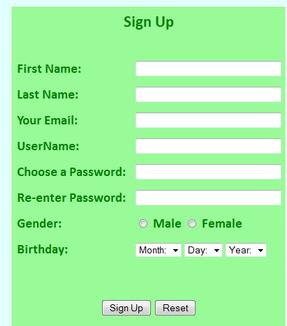 Sign Up
First Name:
Last Name:
Your Email:
UserName:
Choose a Password:
Re-enter Password:
Gender: Male Female
Birthday: Month: Day: Year:
Sign Up Reset